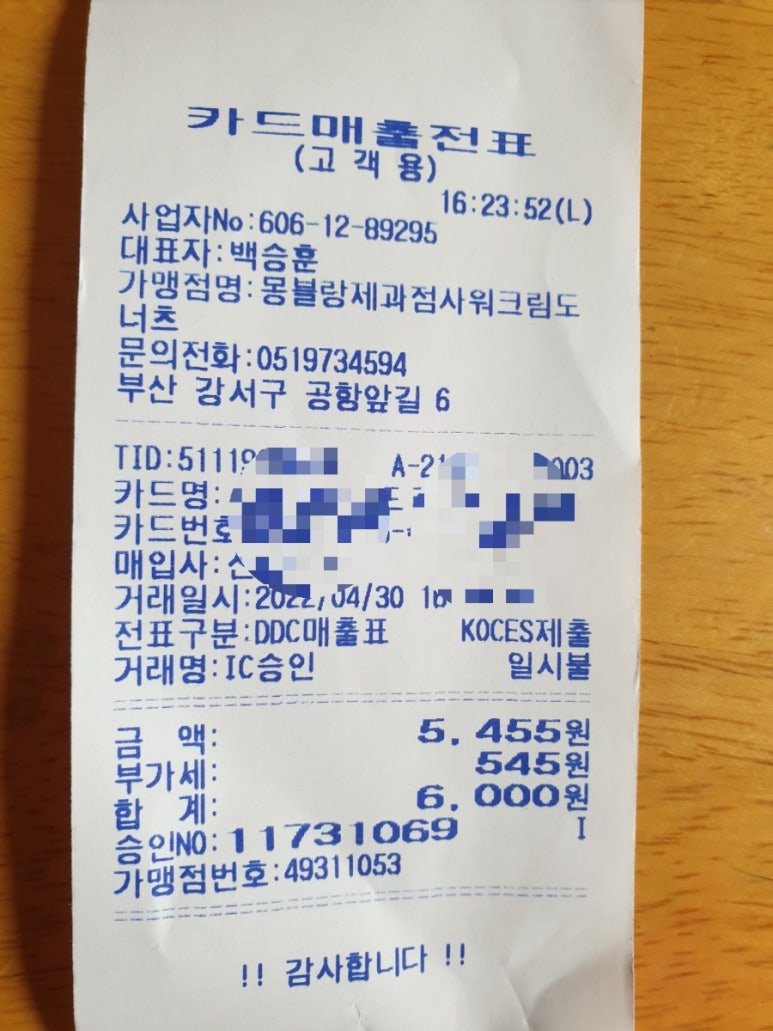 카드매출전표
(고 객 용)
16:23:52(L)
사업자No:606-12-89295
대표자:백승훈
가맹점명:몽블랑제과점사워크림도
너츠
문의전화:0519734594
부산 강서구 공항앞길 6
TID:51119 A-21 003
카드명:
카드번호
매입사:신
거래일시:2022/04/30 16
전표구분:DDC매출표 KOCES제출
거래명:IC승인 일시불
금 액: 5,455원
부가세: 545원
합 계: 6,000원
승인NO:11731069 I
가맹점번호:49311053
!! 감사합니다 !!